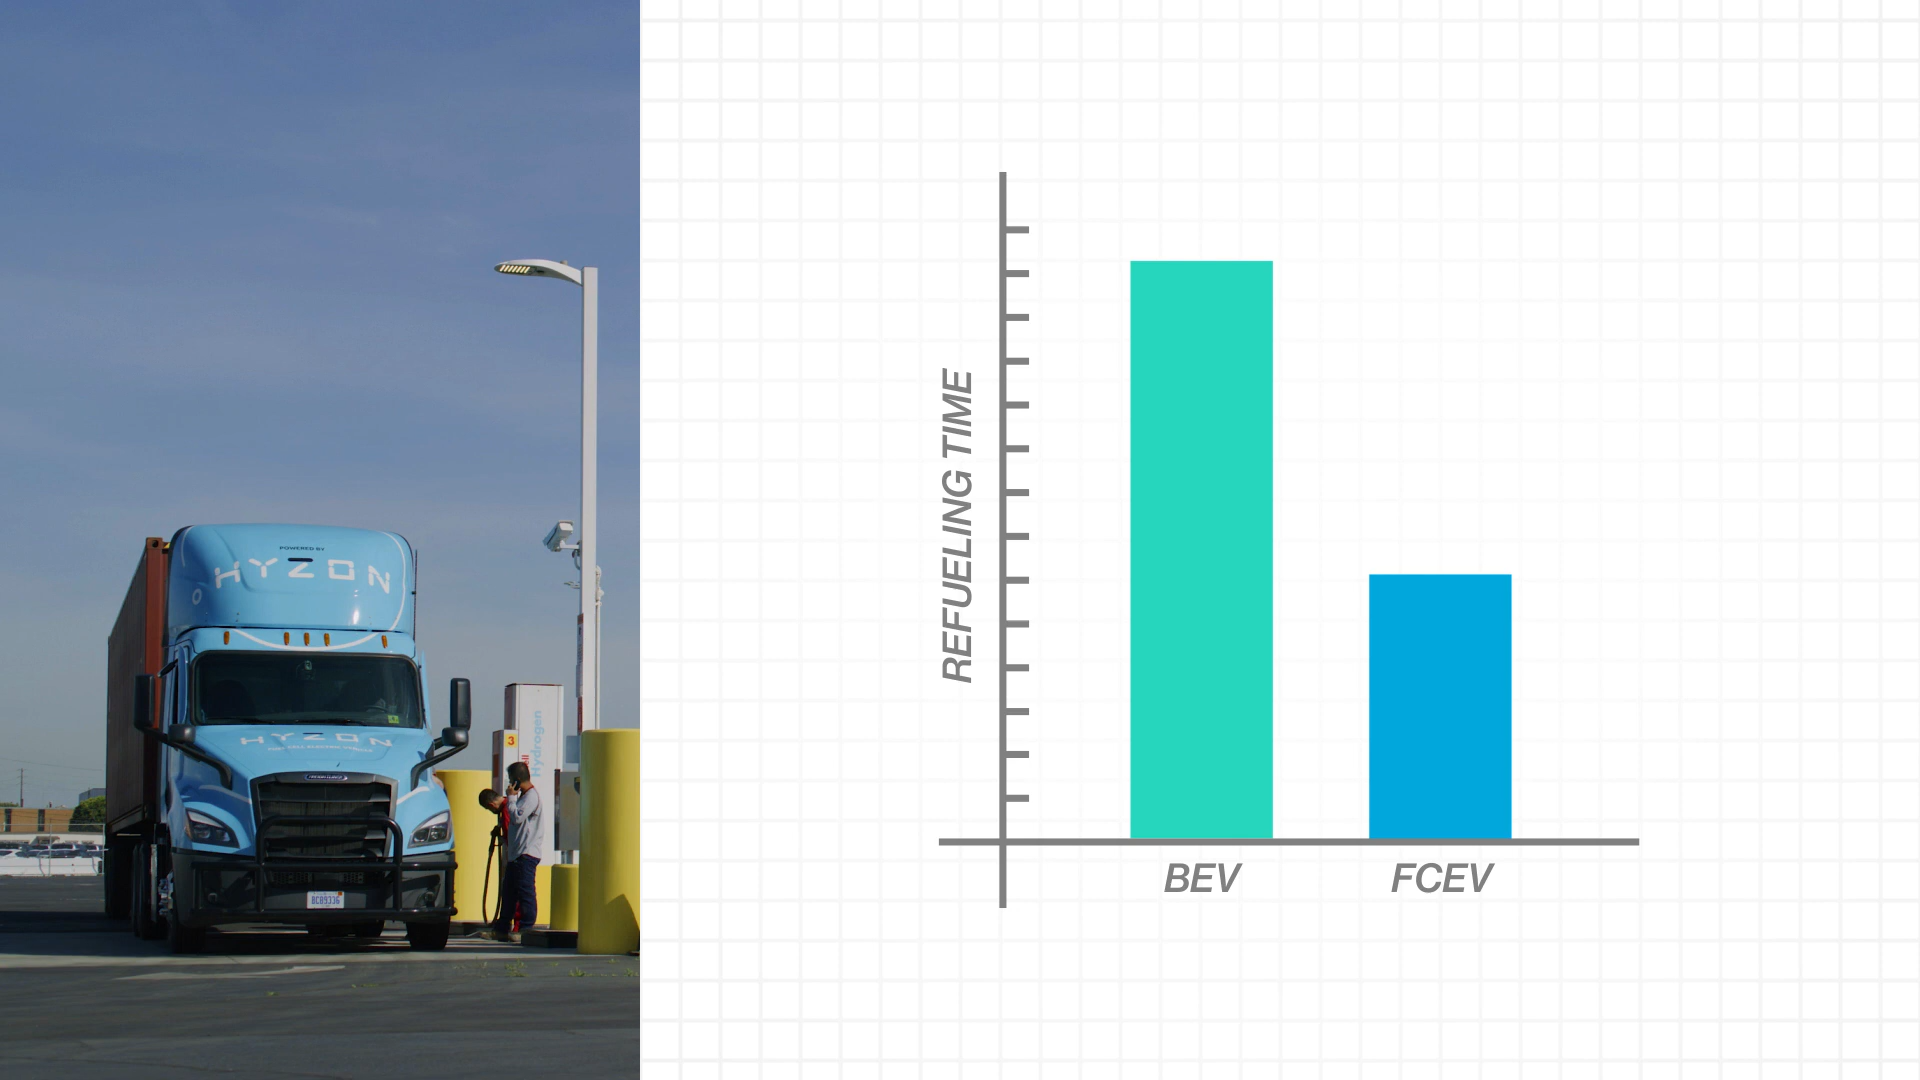 POWERED BY
HYZON
HYZON
3
Hydrogen
BC89336
REFUELING TIME
BEV
FCEV